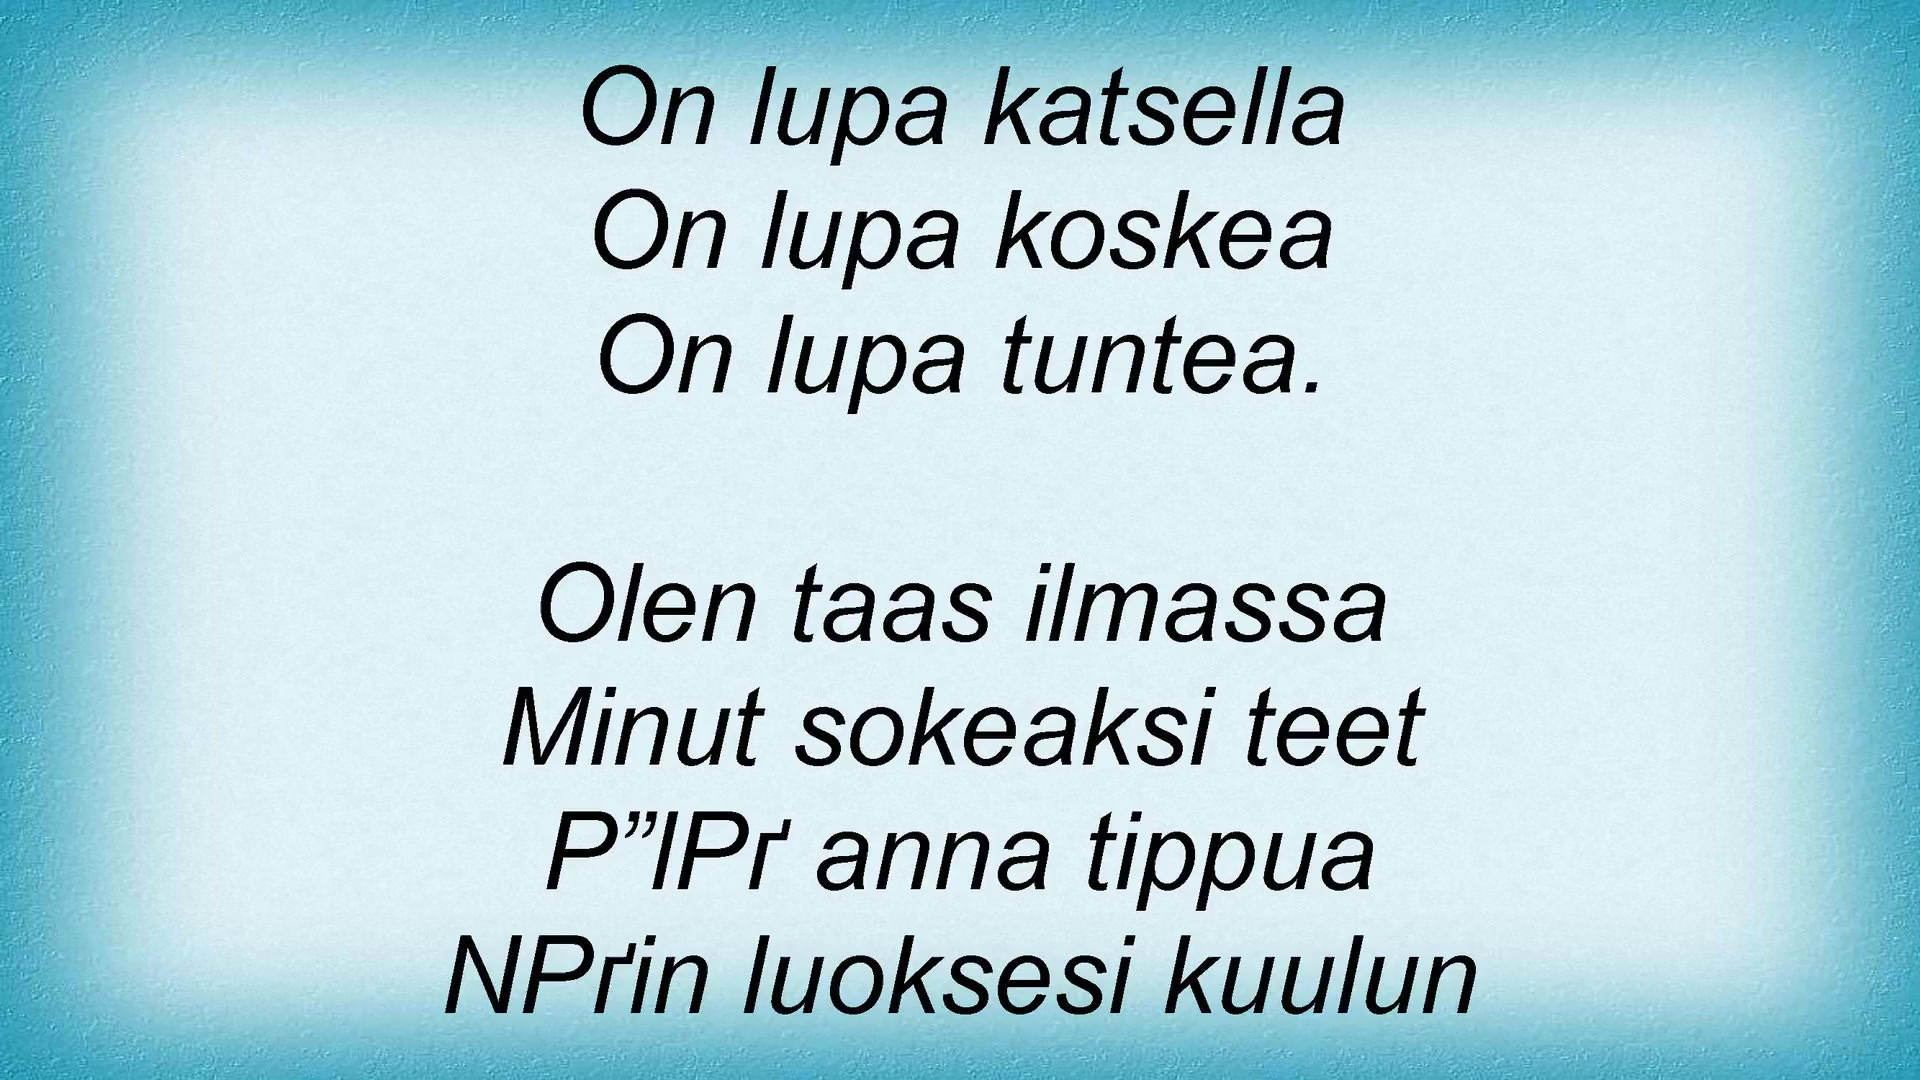 On lupa katsella
On lupa koskea
On lupa tuntea.
Olen taas ilmassa
Minut sokeaksi teet
P”lPґ anna tippua
NPґin luoksesi kuulun